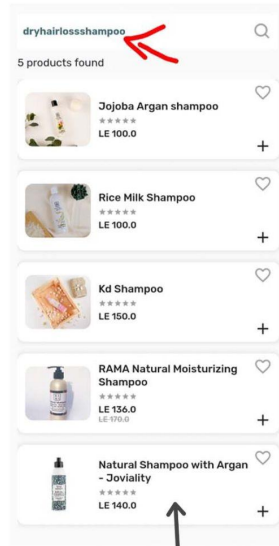 dryhairlossshampoo
5 products found
Jojoba Argan shampoo
LE 100.0
Rice Milk Shampoo
LE 100.0
Kd Shampoo
LE 150.0
RAMA Natural Moisturizing
Shampoo
LE 136.0
LE 170.0
Natural Shampoo with Argan
- Joviality
LE 140.0